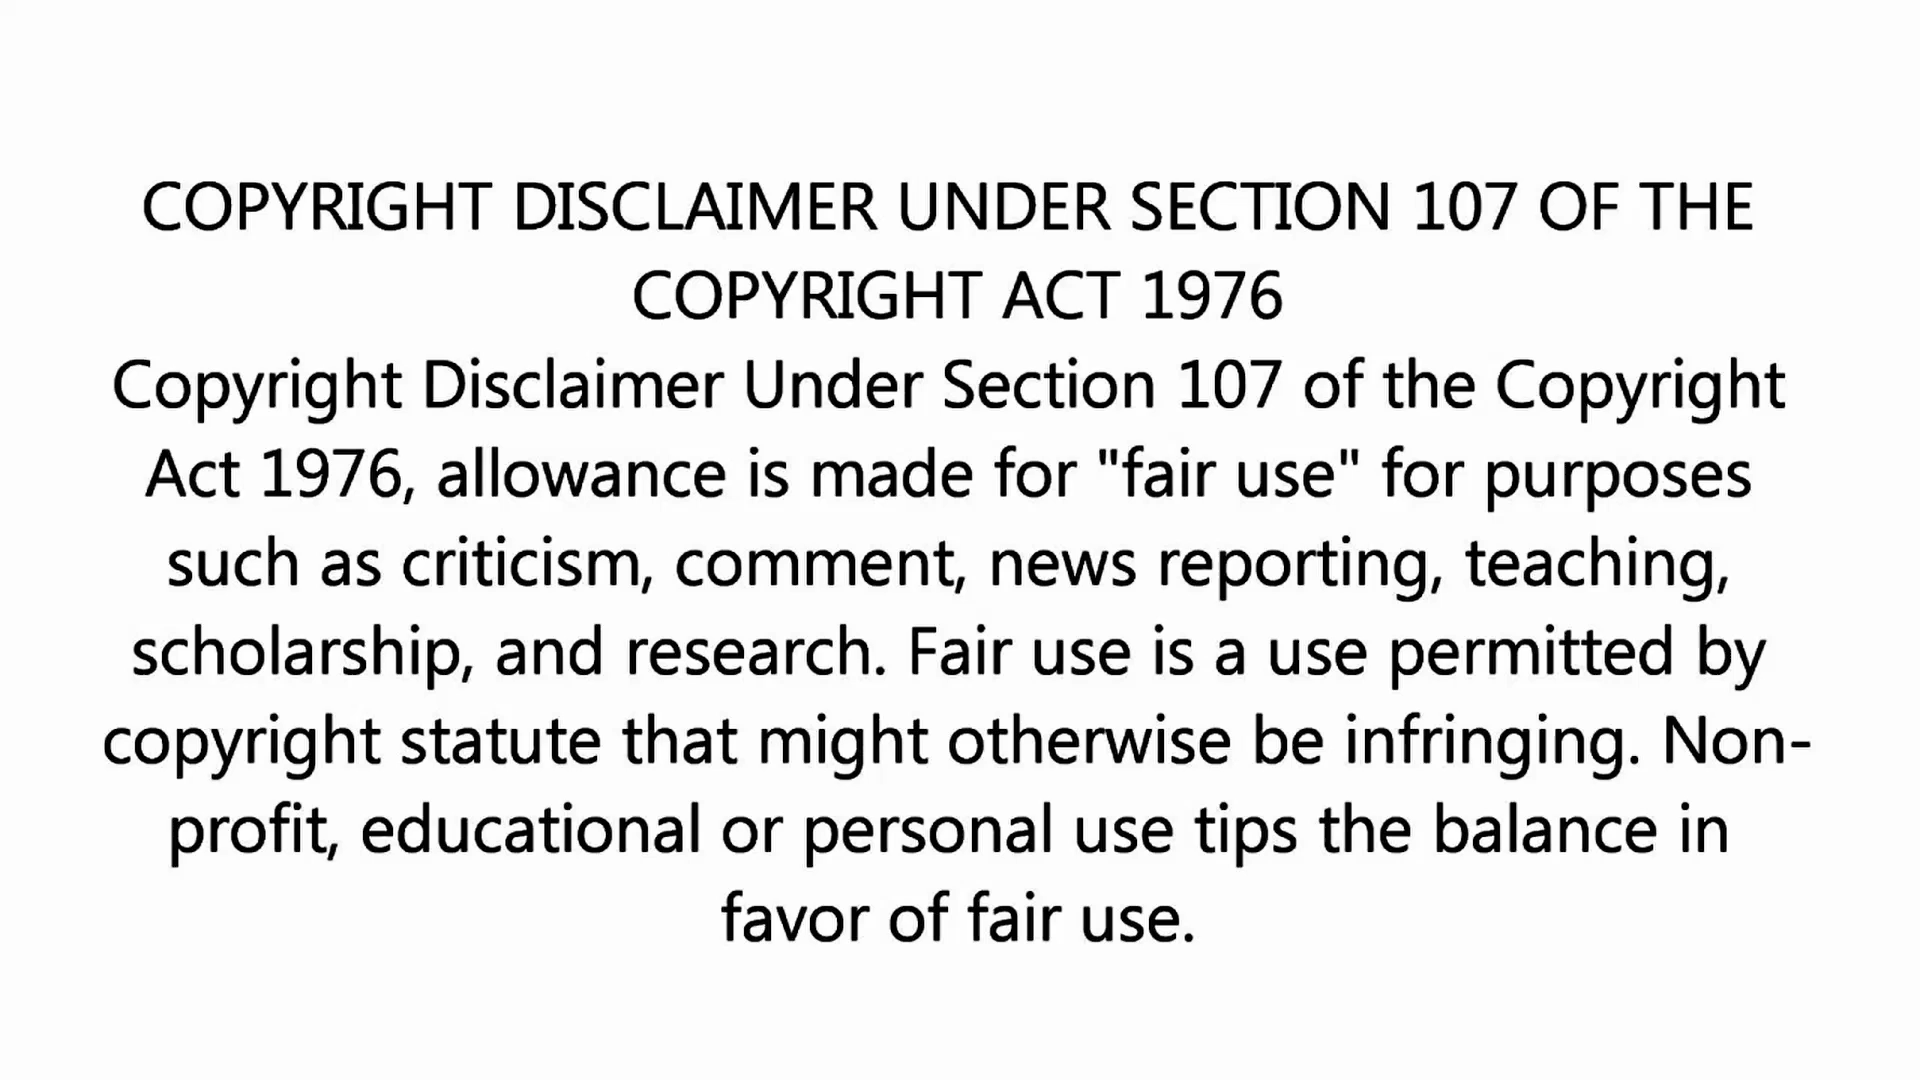 COPYRIGHT DISCLAIMER UNDER SECTION 107 OF THE
COPYRIGHT ACT 1976
Copyright Disclaimer Under Section 107 of the Copyright
Act 1976, allowance is made for "fair use" for purposes
such as criticism, comment, news reporting, teaching,
scholarship, and research. Fair use is a use permitted by
copyright statute that might otherwise be infringing. Non-
profit, educational or personal use tips the balance in
favor of fair use.